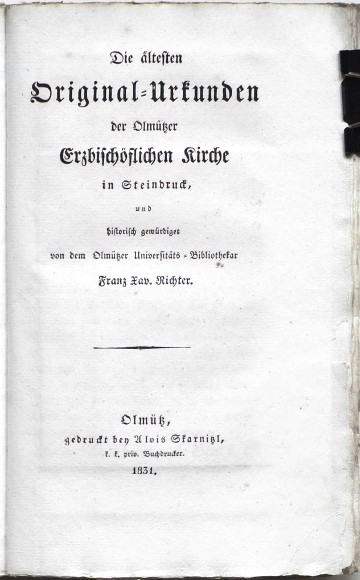 Die ältesten
Original-Urkunden
der Olmützer
Erzbischöflichen Kirche
in Steindruck,
und
historisch gewürdiget
von dem Olmützer Universitäts-Bibliothekar
Franz Xav. Richter.
Olmütz,
gedruckt bey Alois Skarnitzl,
k. k. priv. Buchdrucker.
1831.